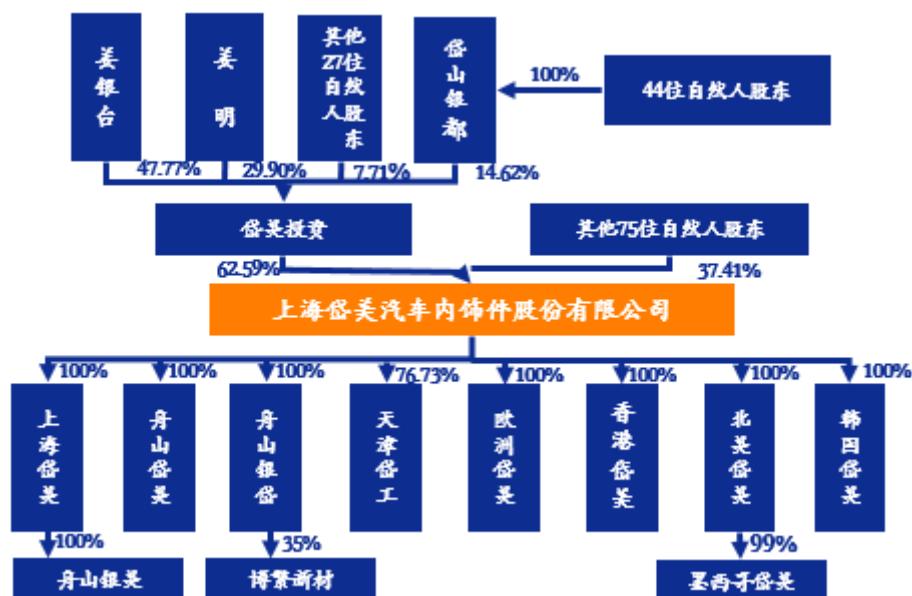 姜银台
姜明
其他27位自然人股东
岱山银都
100%
44位自然人股东
47.77%
29.90%
7.71%
14.62%
岱美投资
其他75位自然人股东
62.59%
37.41%
上海岱美汽车内饰件股份有限公司
100%
100%
100%
76.73%
100%
100%
100%
100%
上海岱美
舟山岱美
舟山银岱
天津岱工
欧洲岱美
香港岱美
北美岱美
韩国岱美
100%
35%
99%
舟山银美
博繁新材
墨西哥岱美